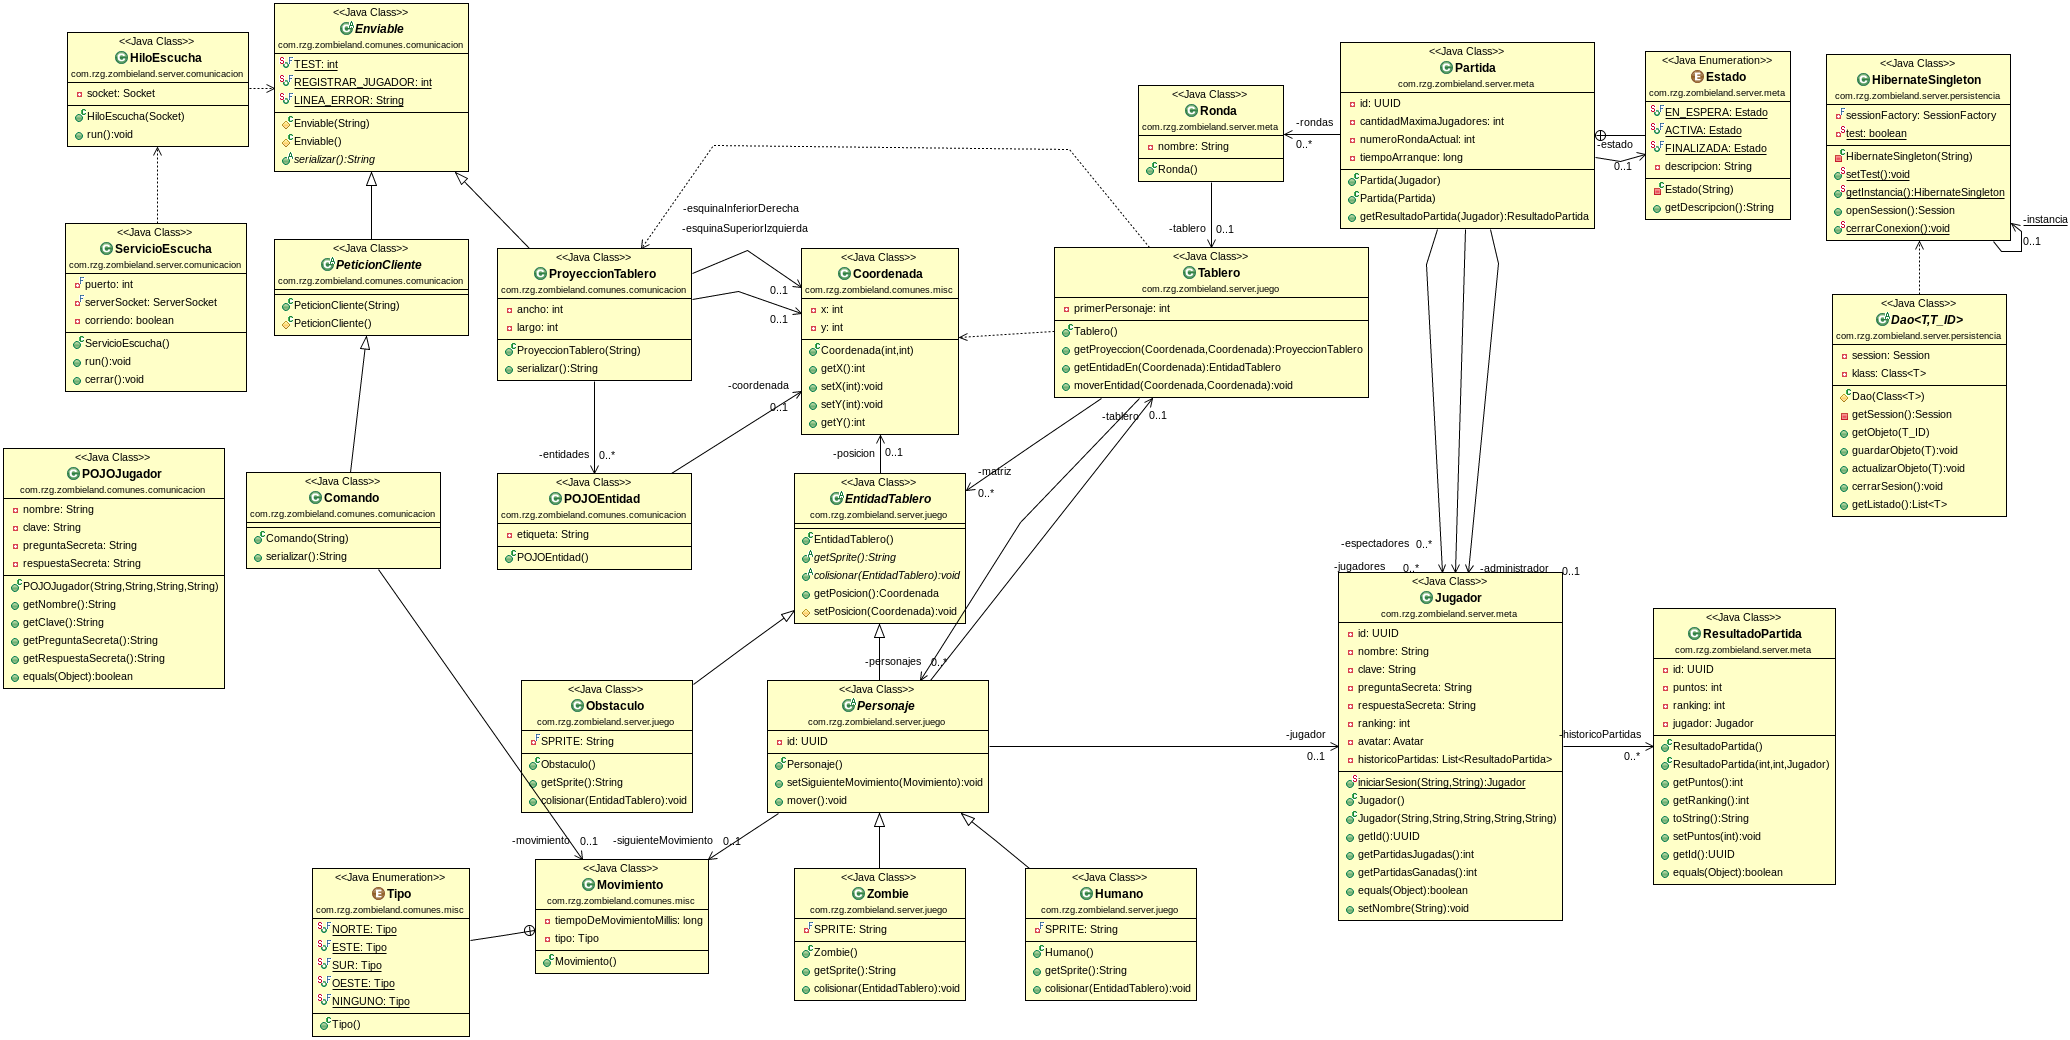 <<Java Class>>
HiloEscucha
com.rzg.zombieland.server.comunicacion
socket: Socket
HiloEscucha(Socket)
run():void
<<Java Class>>
Enviable
com.rzg.zombieland.comunes.comunicacion
TEST: int
REGISTRAR_JUGADOR: int
LINEA_ERROR: String
Enviable(String)
Enviable()
serializar():String
<<Java Class>>
ServicioEscucha
com.rzg.zombieland.server.comunicacion
puerto: int
serverSocket: ServerSocket
corriendo: boolean
ServicioEscucha()
run():void
cerrar():void
<<Java Class>>
PeticionCliente
com.rzg.zombieland.comunes.comunicacion
PeticionCliente(String)
PeticionCliente()
<<Java Class>>
ProyeccionTablero
com.rzg.zombieland.comunes.comunicacion
ancho: int
largo: int
ProyeccionTablero(String)
serializar():String
-esquinaInferiorDerecha
-esquinaSuperiorIzquierda
0..1
0..1
<<Java Class>>
Coordenada
com.rzg.zombieland.comunes.misc
x: int
y: int
Coordenada(int,int)
getX():int
setX(int):void
setY(int):void
getY():int
<<Java Class>>
Ronda
com.rzg.zombieland.server.meta
nombre: String
Ronda()
-rondas
0..*
<<Java Class>>
Partida
com.rzg.zombieland.server.meta
id: UUID
cantidadMaximaJugadores: int
numeroRondaActual: int
tiempoArranque: long
Partida(Jugador)
Partida(Partida)
getResultadoPartida(Jugador):ResultadoPartida
-estado
0..1
<<Java Enumeration>>
Estado
com.rzg.zombieland.server.meta
EN_ESPERA: Estado
ACTIVA: Estado
FINALIZADA: Estado
descripcion: String
Estado(String)
getDescripcion():String
<<Java Class>>
HibernateSingleton
com.rzg.zombieland.server.persistencia
sessionFactory: SessionFactory
test: boolean
HibernateSingleton(String)
setTest():void
getInstancia():HibernateSingleton
openSession():Session
cerrarConexion():void
-instancia
0..1
-tablero
0..1
<<Java Class>>
Tablero
com.rzg.zombieland.server.juego
primerPersonaje: int
Tablero()
getProyeccion(Coordenada,Coordenada):ProyeccionTablero
getEntidadEn(Coordenada):EntidadTablero
moverEntidad(Coordenada,Coordenada):void
<<Java Class>>
Dao<T,T_ID>
com.rzg.zombieland.server.persistencia
session: Session
klass: Class<T>
Dao(Class<T>)
getSession():Session
getObjeto(T_ID)
guardarObjeto(T):void
actualizarObjeto(T):void
cerrarSesion():void
getListado():List<T>
-coordenada
0..1
-tablero
0..1
-entidades
0..*
-posicion
0..1
-matriz
0..*
<<Java Class>>
POJOJugador
com.rzg.zombieland.comunes.comunicacion
nombre: String
clave: String
preguntaSecreta: String
respuestaSecreta: String
POJOJugador(String,String,String,String)
getNombre():String
getClave():String
getPreguntaSecreta():String
getRespuestaSecreta():String
equals(Object):boolean
<<Java Class>>
Comando
com.rzg.zombieland.comunes.comunicacion
Comando(String)
serializar():String
<<Java Class>>
POJOEntidad
com.rzg.zombieland.comunes.comunicacion
etiqueta: String
POJOEntidad()
<<Java Class>>
EntidadTablero
com.rzg.zombieland.server.juego
EntidadTablero()
getSprite():String
colisionar(EntidadTablero):void
getPosicion():Coordenada
setPosicion(Coordenada):void
-espectadores
0..*
-jugadores
0..*
-administrador
0..1
<<Java Class>>
Jugador
com.rzg.zombieland.server.meta
id: UUID
nombre: String
clave: String
preguntaSecreta: String
respuestaSecreta: String
ranking: int
avatar: Avatar
historicoPartidas: List<ResultadoPartida>
iniciarSesion(String,String):Jugador
Jugador()
Jugador(String,String,String,String,String)
getId():UUID
getPartidasJugadas():int
getPartidasGanadas():int
equals(Object):boolean
setNombre(String):void
-historicoPartidas
0..*
<<Java Class>>
ResultadoPartida
com.rzg.zombieland.server.meta
id: UUID
puntos: int
ranking: int
jugador: Jugador
ResultadoPartida()
ResultadoPartida(int,int,Jugador)
getPuntos():int
getRanking():int
toString():String
setPuntos(int):void
getId():UUID
equals(Object):boolean
-personajes
0..*
<<Java Class>>
Obstaculo
com.rzg.zombieland.server.juego
SPRITE: String
Obstaculo()
getSprite():String
colisionar(EntidadTablero):void
<<Java Class>>
Personaje
com.rzg.zombieland.server.juego
id: UUID
Personaje()
setSiguienteMovimiento(Movimiento):void
mover():void
-jugador
0..1
-movimiento
0..1
-siguienteMovimiento
0..1
<<Java Enumeration>>
Tipo
com.rzg.zombieland.comunes.misc
NORTE: Tipo
ESTE: Tipo
SUR: Tipo
OESTE: Tipo
NINGUNO: Tipo
Tipo()
<<Java Class>>
Movimiento
com.rzg.zombieland.comunes.misc
tiempoDeMovimientoMillis: long
tipo: Tipo
Movimiento()
<<Java Class>>
Zombie
com.rzg.zombieland.server.juego
SPRITE: String
Zombie()
getSprite():String
colisionar(EntidadTablero):void
<<Java Class>>
Humano
com.rzg.zombieland.server.juego
SPRITE: String
Humano()
getSprite():String
colisionar(EntidadTablero):void